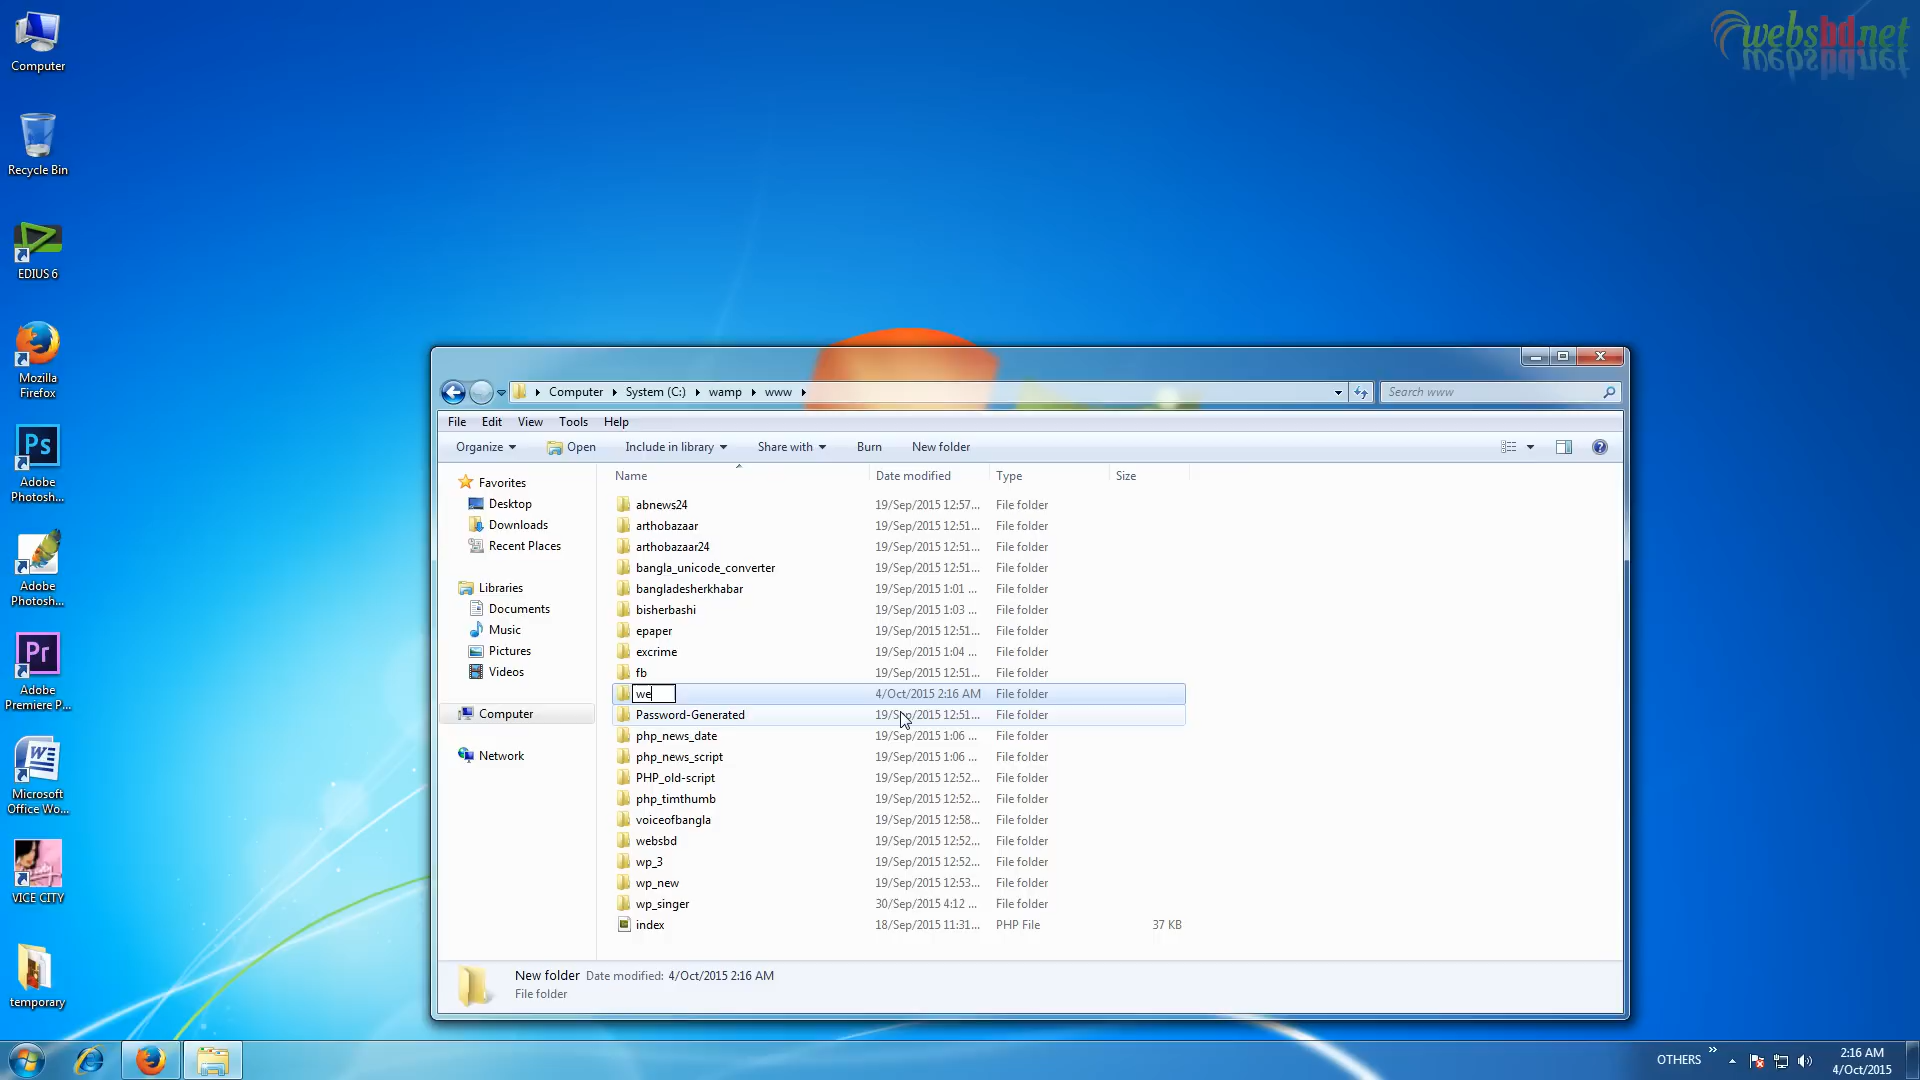 websbd.net
Computer
Recycle Bin
EDIUS 6
Mozilla
Firefox
Adobe
Photosh...
Adobe
Photosh...
Adobe
Premiere P...
Microsoft
Office Wo...
VICE CITY
temporary
Computer System (C:) wamp www
Search www
File Edit View Tools Help
Organize Open Include in library Share with Burn New folder
Favorites
Desktop
Downloads
Recent Places
Libraries
Documents
Music
Pictures
Videos
Computer
Network
Name Date modified Type Size
abnews24 19/Sep/2015 12:57... File folder
arthobazaar 19/Sep/2015 12:51... File folder
arthobazaar24 19/Sep/2015 12:51... File folder
bangla_unicode_converter 19/Sep/2015 12:51... File folder
bangladesherkhabar 19/Sep/2015 1:01 ... File folder
bisherbashi 19/Sep/2015 1:03 ... File folder
epaper 19/Sep/2015 12:51... File folder
excrime 19/Sep/2015 1:04 ... File folder
fb 19/Sep/2015 12:51... File folder
we 4/Oct/2015 2:16 AM File folder
Password-Generated 19/Sep/2015 12:51... File folder
php_news_date 19/Sep/2015 1:06 ... File folder
php_news_script 19/Sep/2015 1:06 ... File folder
PHP_old-script 19/Sep/2015 12:52... File folder
php_timthumb 19/Sep/2015 12:52... File folder
voiceofbangla 19/Sep/2015 12:58... File folder
websbd 19/Sep/2015 12:52... File folder
wp_3 19/Sep/2015 12:52... File folder
wp_new 19/Sep/2015 12:53... File folder
wp_singer 30/Sep/2015 4:12 ... File folder
index 18/Sep/2015 11:31... PHP File 37 KB
New folder Date modified: 4/Oct/2015 2:16 AM
File folder
OTHERS
2:16 AM
4/Oct/2015